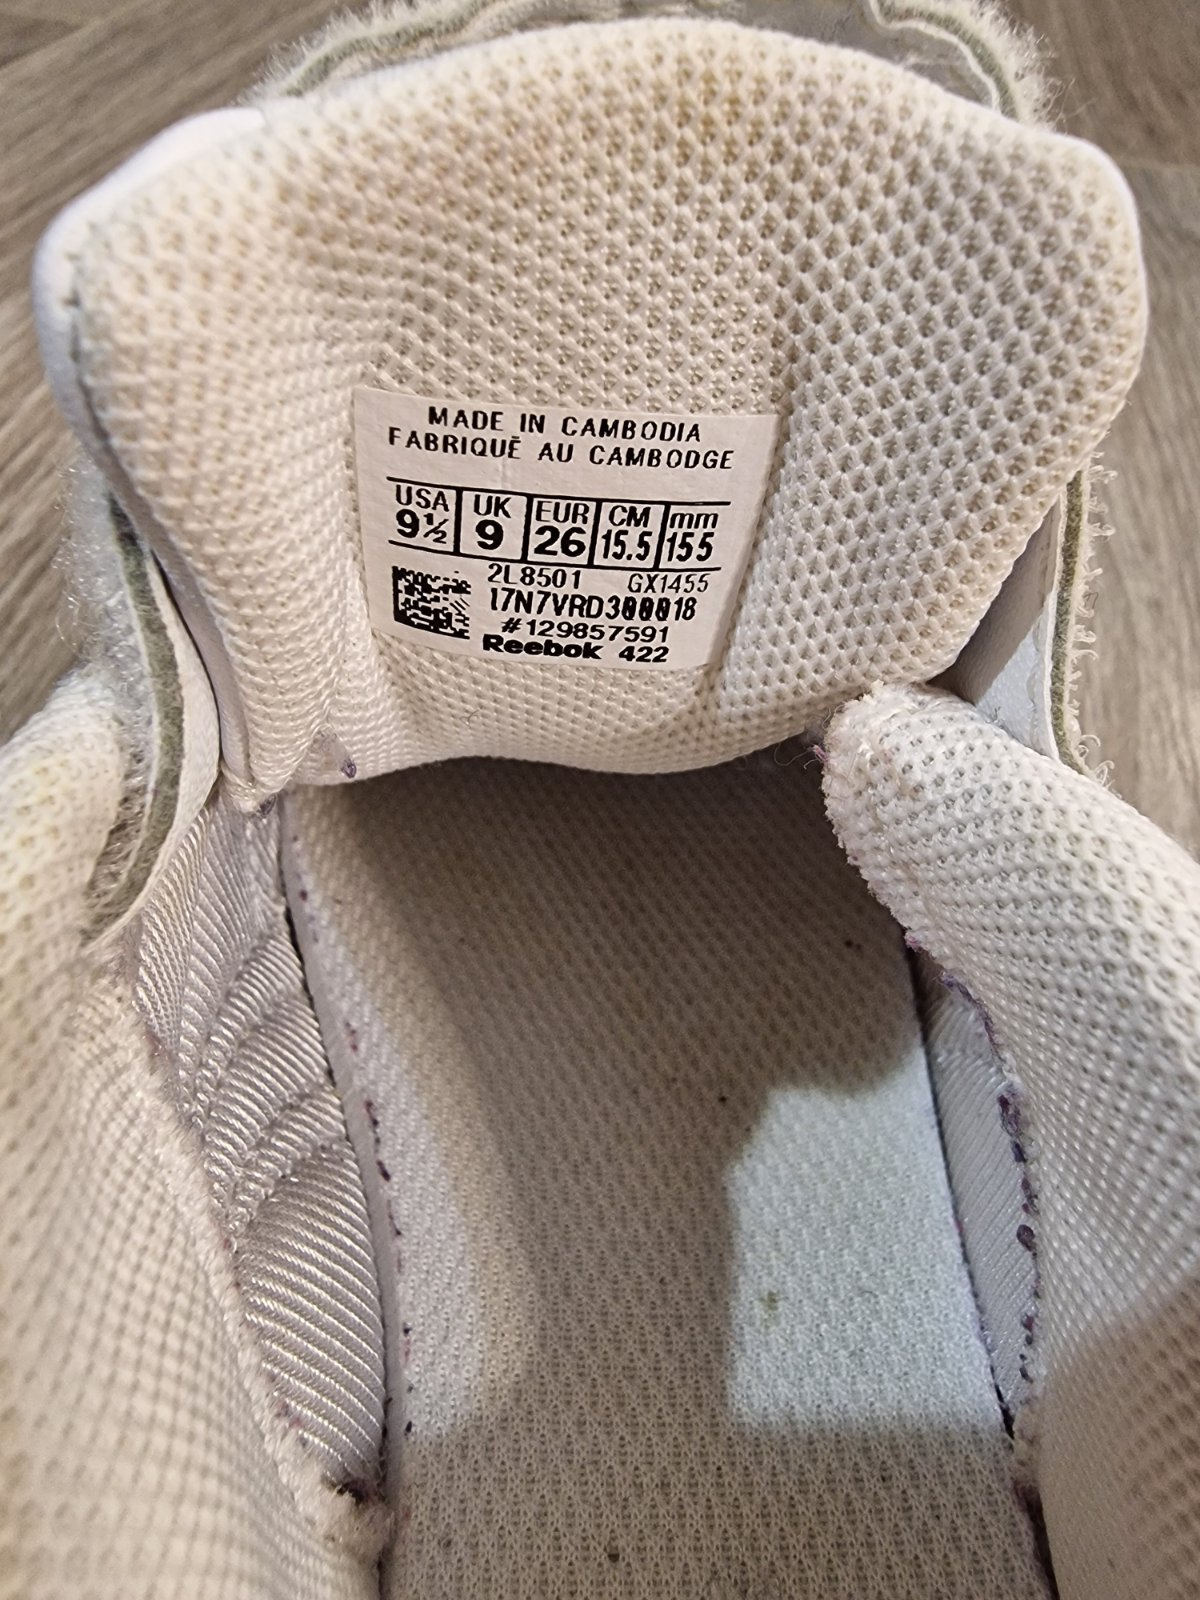 MADE IN CAMBODIA
FABRIQUÉ AU CAMBODGE
USA UK EUR CM mm
9½ 9 26 15.5 155
2L8501 GX1455
I7N7VRD300018
#129857591
Reebok 422